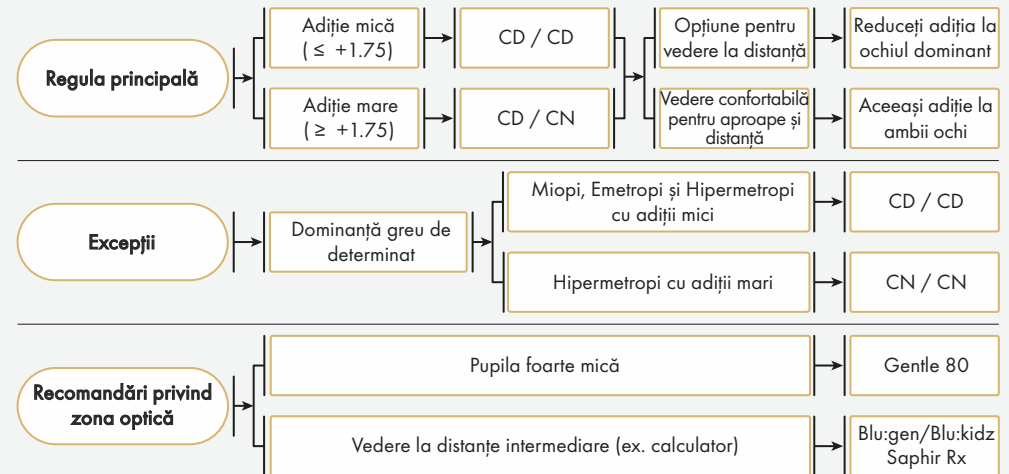 Regula principală
Adiție mică
( ≤ +1.75)
CD / CD
Opțiune pentru
vedere la distanță
Reduceți adiția la
ochiul dominant
Adiție mare
( ≥ +1.75)
CD / CN
Vedere confortabilă
pentru aproape și
distanță
Aceeași adiție la
ambii ochi
Excepții
Dominanță greu de
determinat
Miopi, Emetropi și Hipermetropi
cu adiții mici
CD / CD
Hipermetropi cu adiții mari
CN / CN
Recomandări privind
zona optică
Pupila foarte mică
Gentle 80
Vedere la distanțe intermediare (ex. calculator)
Blu:gen/Blu:kidz
Saphir Rx